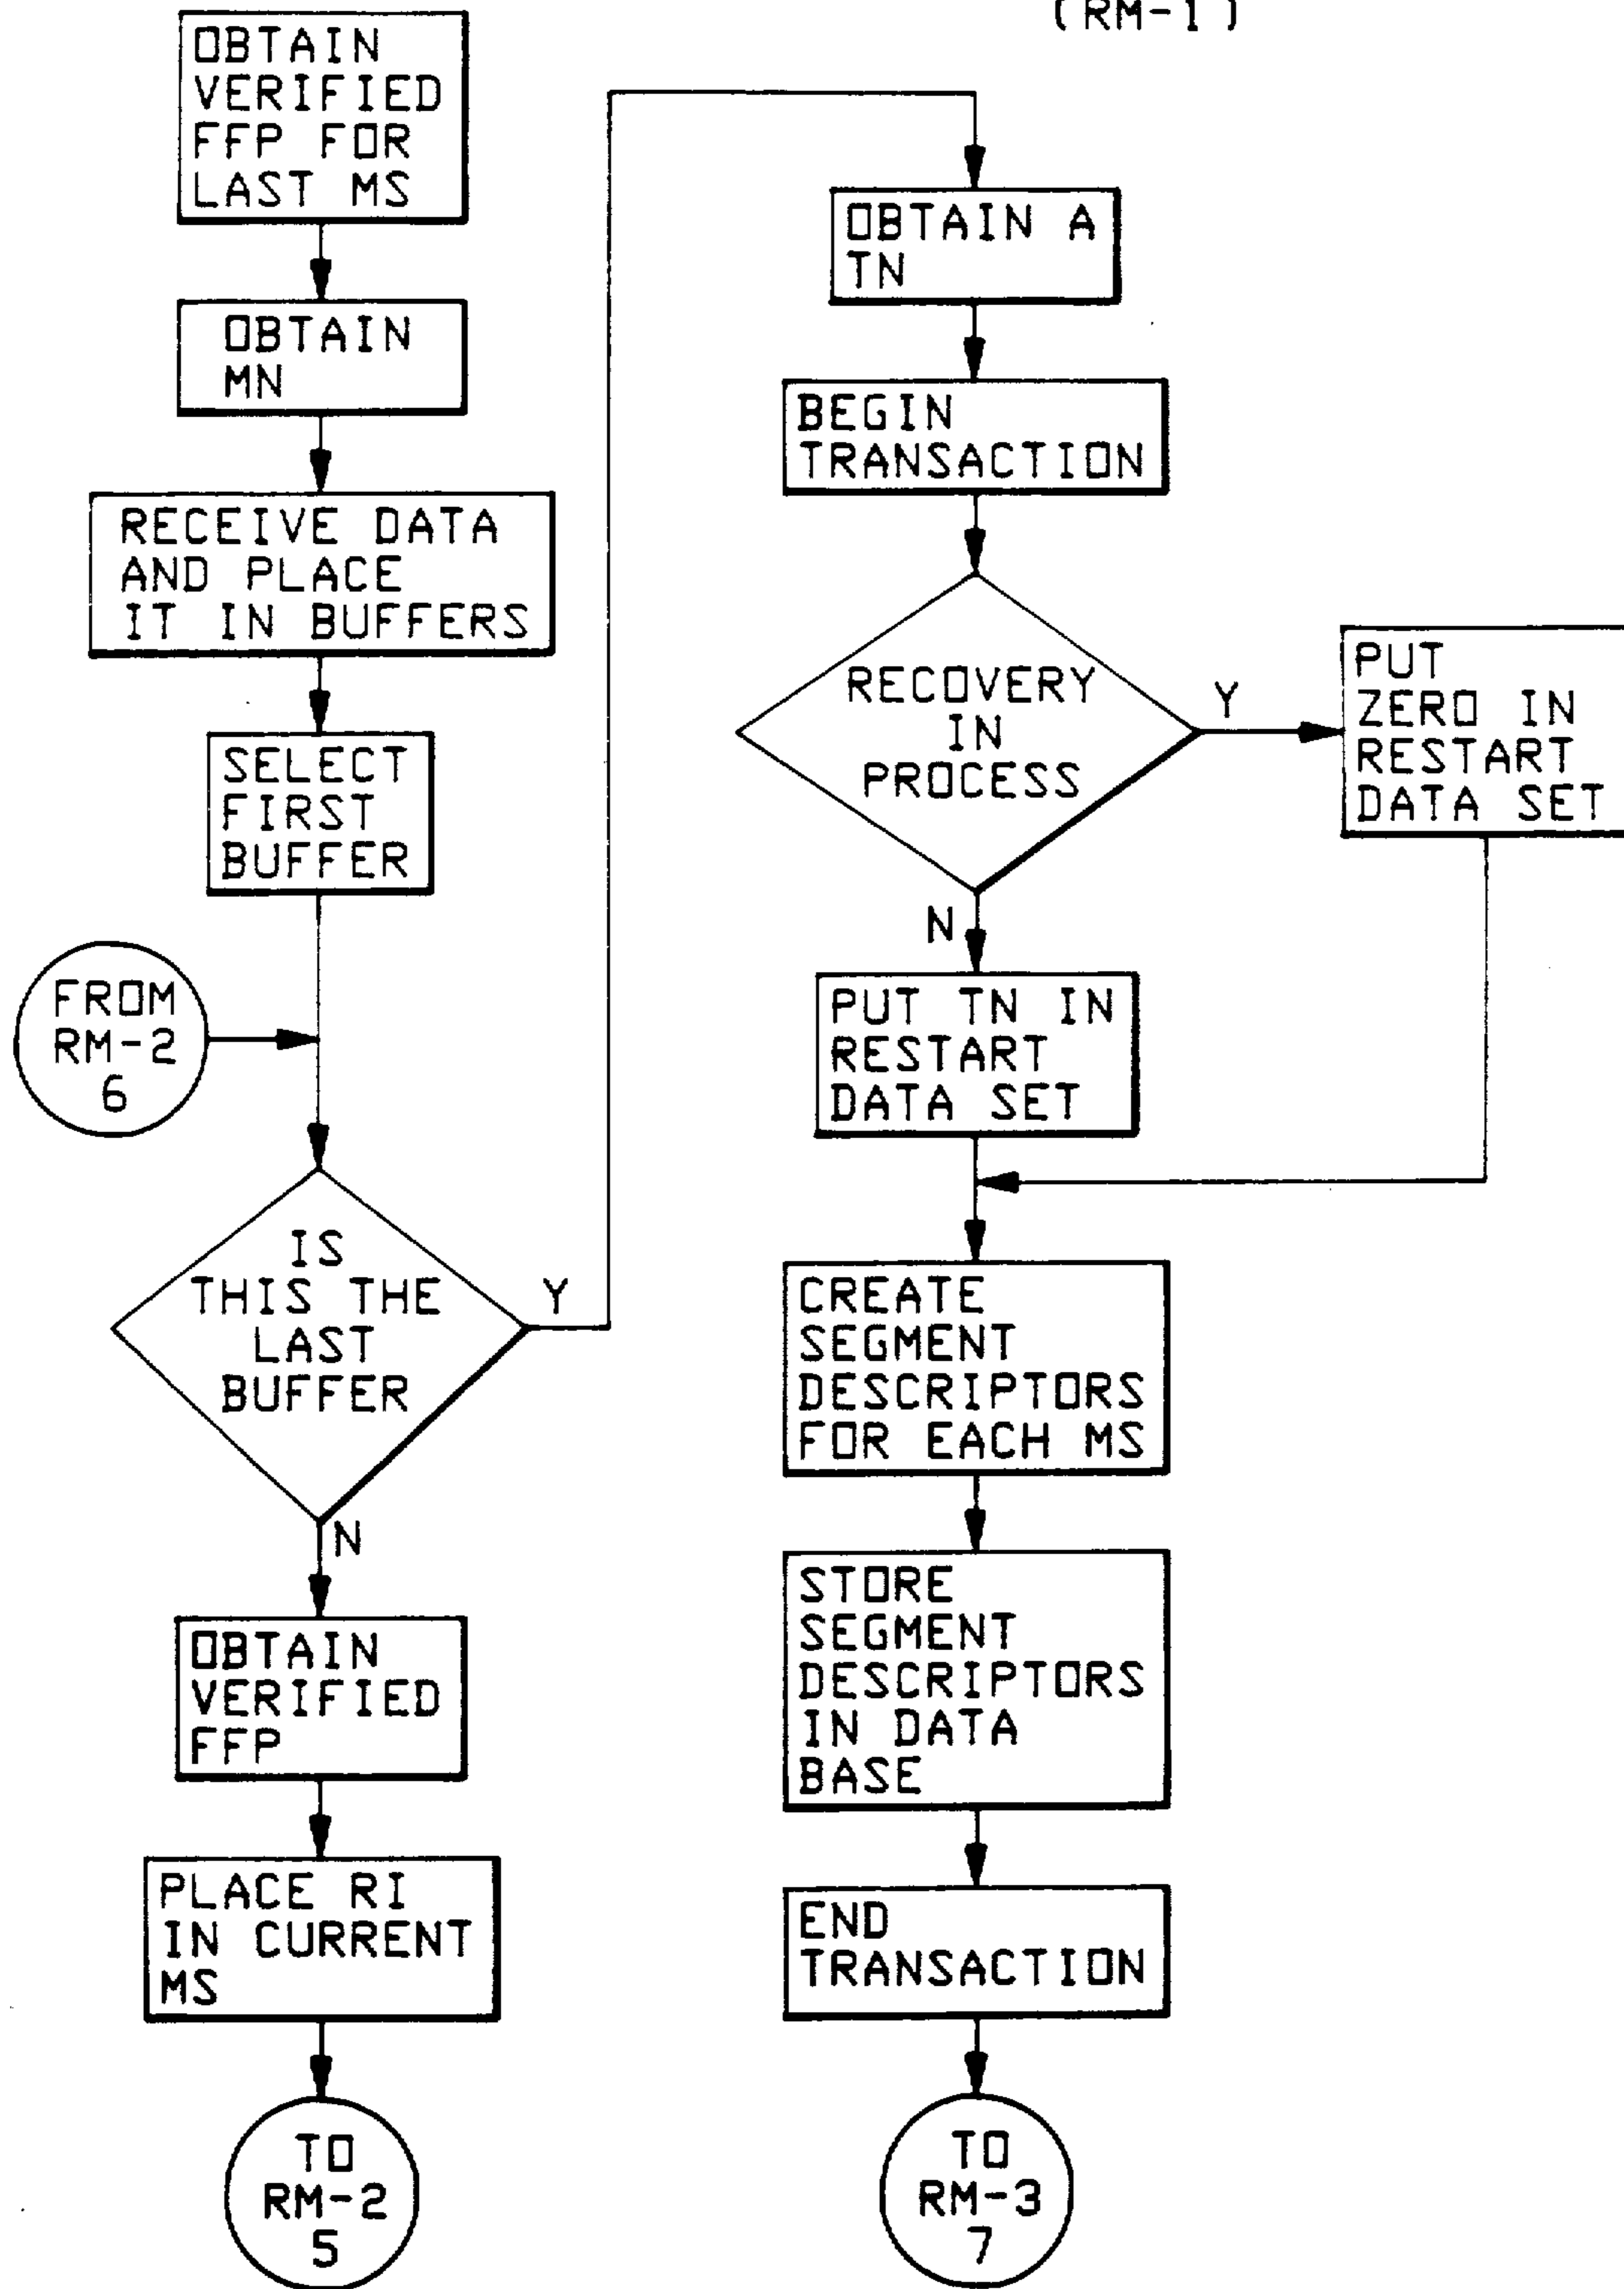 (RM-1)
OBTAIN
VERIFIED
FFP FOR
LAST MS
OBTAIN
MN
RECEIVE DATA
AND PLACE
IT IN BUFFERS
SELECT
FIRST
BUFFER
FROM
RM-2
6
IS
THIS THE
LAST
BUFFER
Y
N
OBTAIN
VERIFIED
FFP
PLACE RI
IN CURRENT
MS
TO
RM-2
5
OBTAIN A
TN
BEGIN
TRANSACTION
RECOVERY
IN
PROCESS
Y
PUT
ZERO IN
RESTART
DATA SET
N
PUT TN IN
RESTART
DATA SET
CREATE
SEGMENT
DESCRIPTORS
FOR EACH MS
STORE
SEGMENT
DESCRIPTORS
IN DATA
BASE
END
TRANSACTION
TO
RM-3
7